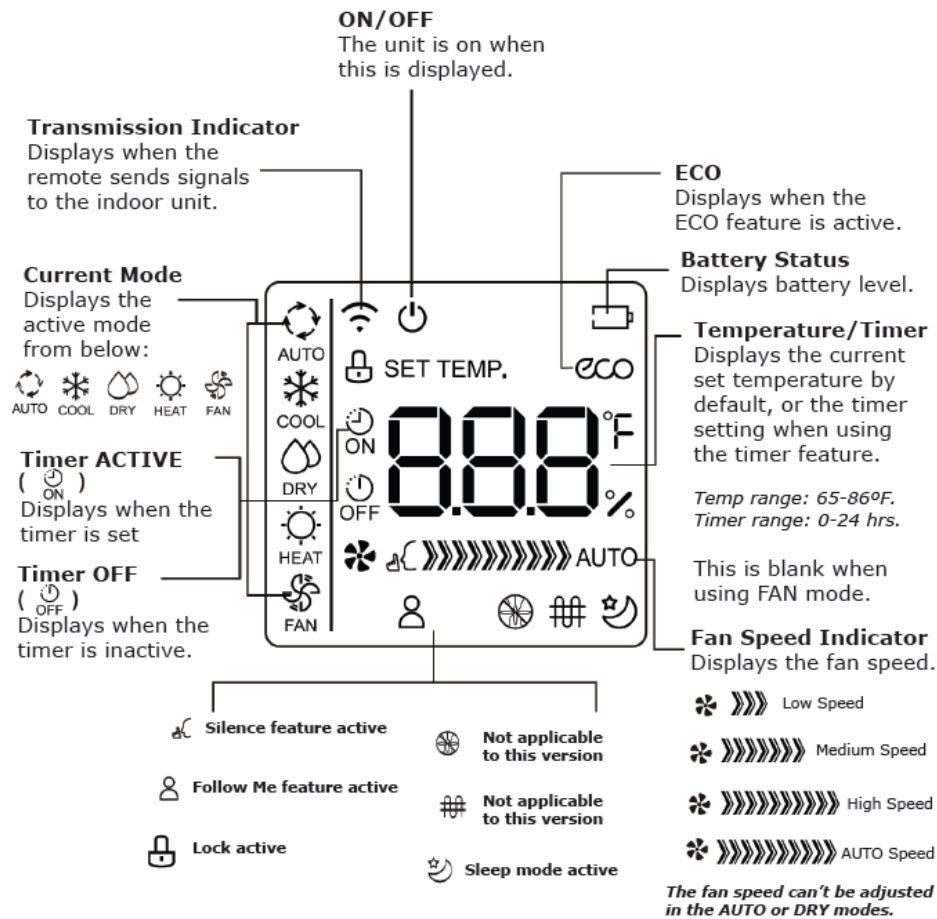 ON/OFF
The unit is on when
this is displayed.
Transmission Indicator
Displays when the
remote sends signals
to the indoor unit.
ECO
Displays when the
ECO feature is active.
Current Mode
Displays the
active mode
from below:
AUTO COOL DRY HEAT FAN
Battery Status
Displays battery level.
Timer ACTIVE
( ON )
Displays when the
timer is set
Timer OFF
( OFF )
Displays when the
timer is inactive.
AUTO
COOL
DRY
HEAT
FAN
SET TEMP.
eco
ON
OFF
8.8.8
°F
%
AUTO
Temperature/Timer
Displays the current
set temperature by
default, or the timer
setting when using
the timer feature.
Temp range: 65-86ºF.
Timer range: 0-24 hrs.
This is blank when
using FAN mode.
Fan Speed Indicator
Displays the fan speed.
Low Speed
Medium Speed
High Speed
AUTO Speed
The fan speed can't be adjusted
in the AUTO or DRY modes.
Silence feature active
Follow Me feature active
Lock active
Not applicable
to this version
Not applicable
to this version
Sleep mode active